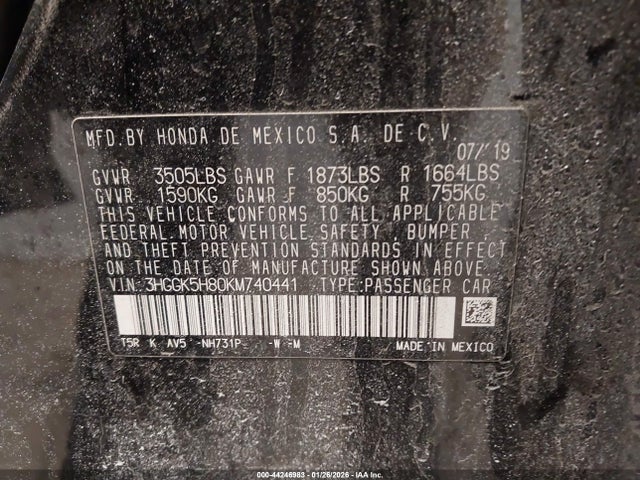 MFD. BY HONDA DE MEXICO S.A. DE C.V.
07/'19
GVWR 3505LBS GAWR F 1873LBS R 1664LBS
GVWR 1590KG GAWR F 850KG R 755KG
THIS VEHICLE CONFORMS TO ALL APPLICABLE
FEDERAL MOTOR VEHICLE SAFETY, BUMPER,
AND THEFT PREVENTION STANDARDS IN EFFECT
ON THE DATE OF MANUFACTURE SHOWN ABOVE.
V.I.N: 3HGGK5H80KM740441 TYPE:PASSENGER CAR
T5R K AV5 -NH731P -W -M
MADE IN MEXICO
000-44246983 01/26/2026 ©TAA, Inc.